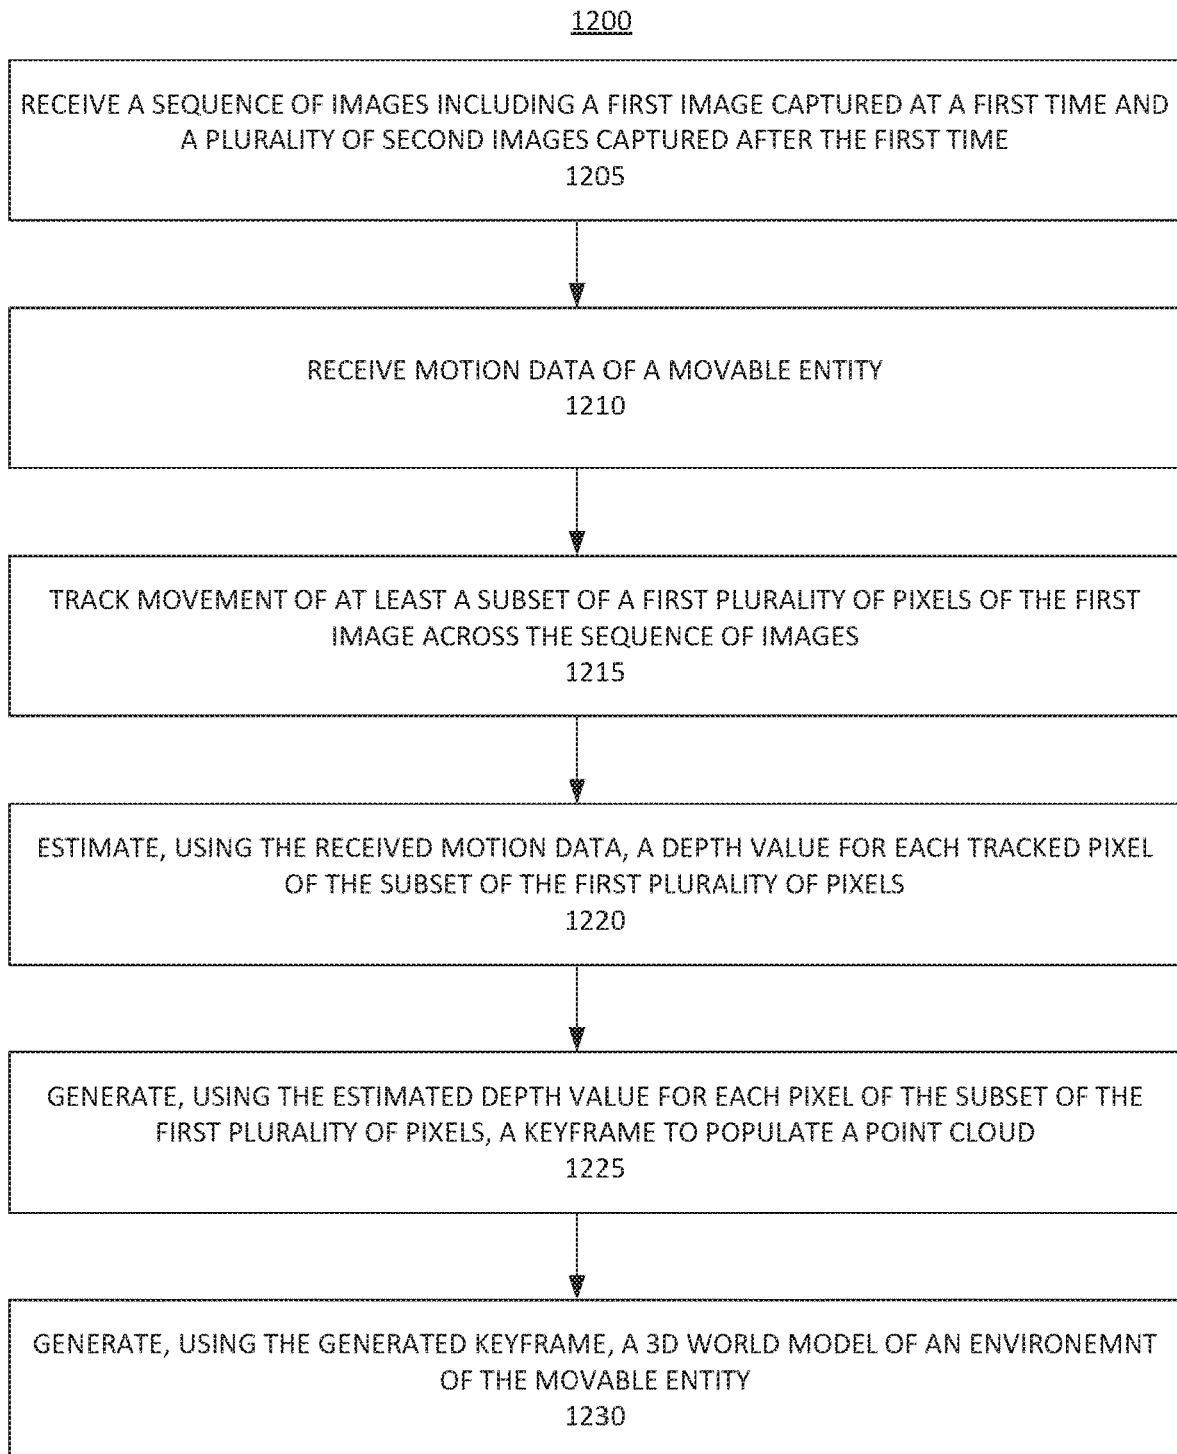 1200
RECEIVE A SEQUENCE OF IMAGES INCLUDING A FIRST IMAGE CAPTURED AT A FIRST TIME AND
A PLURALITY OF SECOND IMAGES CAPTURED AFTER THE FIRST TIME
1205
RECEIVE MOTION DATA OF A MOVABLE ENTITY
1210
TRACK MOVEMENT OF AT LEAST A SUBSET OF A FIRST PLURALITY OF PIXELS OF THE FIRST
IMAGE ACROSS THE SEQUENCE OF IMAGES
1215
ESTIMATE, USING THE RECEIVED MOTION DATA, A DEPTH VALUE FOR EACH TRACKED PIXEL
OF THE SUBSET OF THE FIRST PLURALITY OF PIXELS
1220
GENERATE, USING THE ESTIMATED DEPTH VALUE FOR EACH PIXEL OF THE SUBSET OF THE
FIRST PLURALITY OF PIXELS, A KEYFRAME TO POPULATE A POINT CLOUD
1225
GENERATE, USING THE GENERATED KEYFRAME, A 3D WORLD MODEL OF AN ENVIRONEMNT
OF THE MOVABLE ENTITY
1230